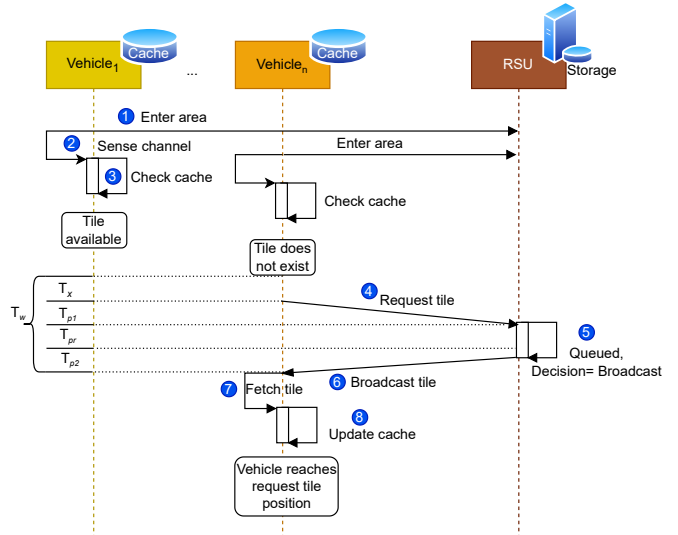 Cache
Cache
Vehicle1
...
Vehiclen
RSU
Storage
1 Enter area
2 Sense channel
Enter area
3 Check cache
Check cache
Tile
available
Tile does
not exist
Tw
Tx
Tp1
Tpr
Tp2
4 Request tile
5
Queued,
Decision= Broadcast
6 Broadcast tile
7 Fetch tile
8
Update cache
Vehicle reaches
request tile
position